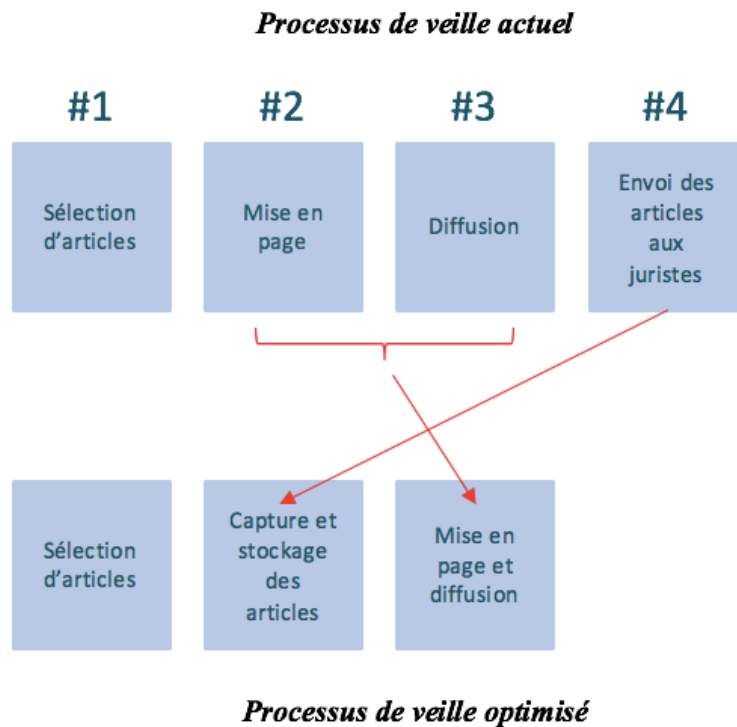 Processus de veille actuel
#1
#2
#3
#4
Sélection
d'articles
Mise en
page
Diffusion
Envoi des
articles
aux
juristes
Sélection
d'articles
Capture et
stockage
des
articles
Mise en
page et
diffusion
Processus de veille optimisé